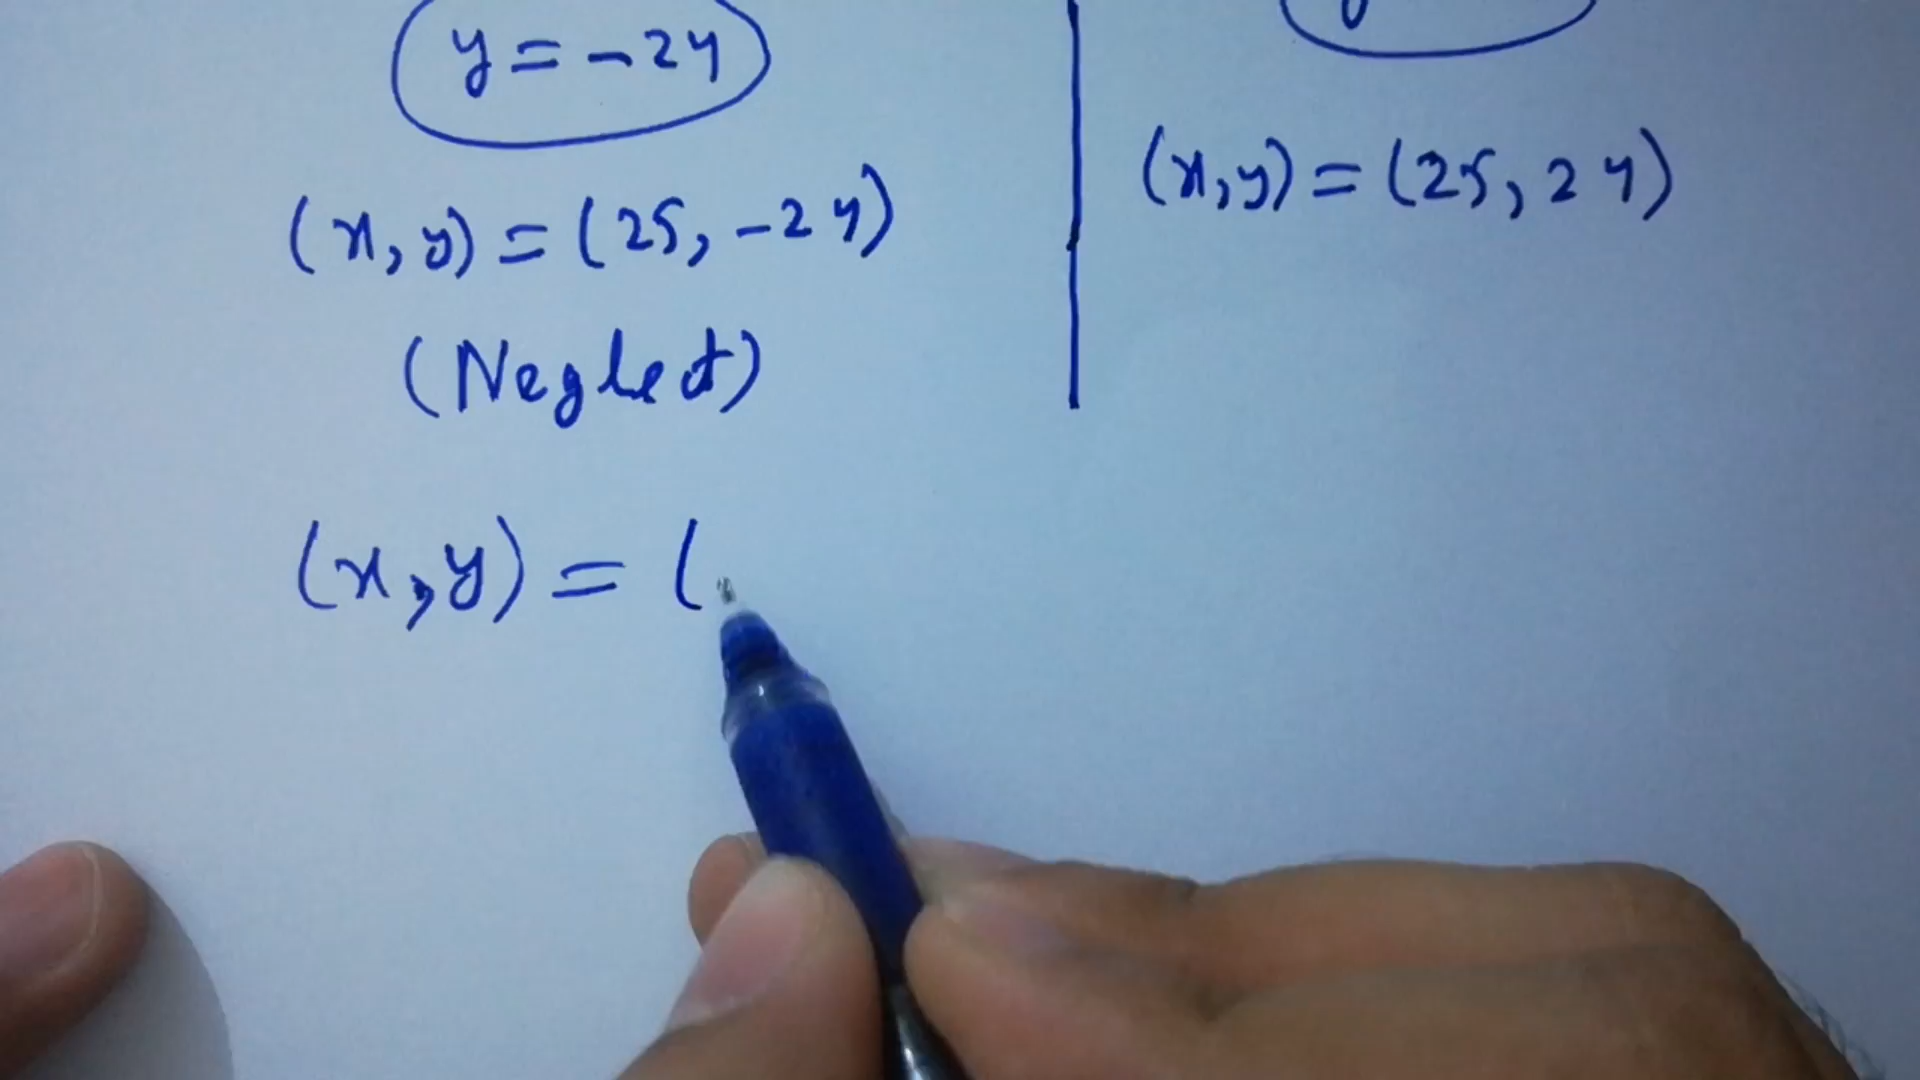 y = -24
(x, y) = (25, -24)
(Neglect)
(x, y) = (25, 24)
(x, y) = (